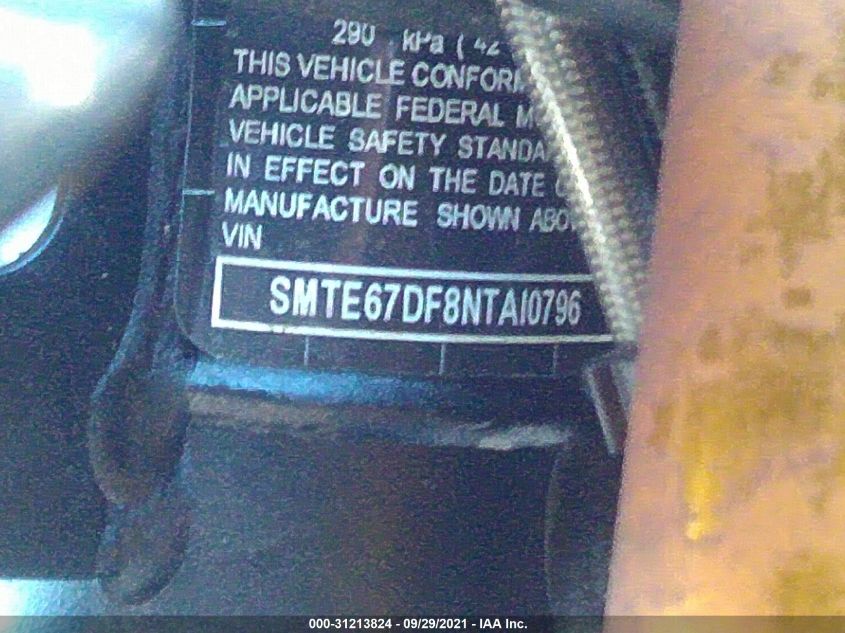 290 kPa ( 42
THIS VEHICLE CONFOR
APPLICABLE FEDERAL M
VEHICLE SAFETY STANDA
IN EFFECT ON THE DATE
MANUFACTURE SHOWN ABO
VIN
SMTE67DF8NTAI0796
000-31213824 - 09/29/2021 - IAA Inc.